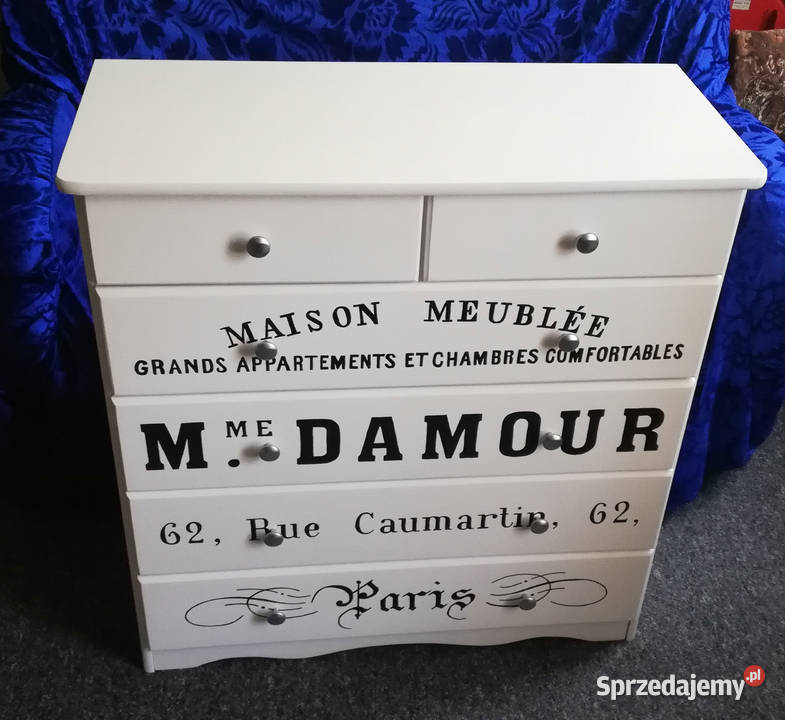 MAISON MEUBLÉE
GRANDS APPARTEMENTS ET CHAMBRES COMFORTABLES
M.ME DAMOUR
62, Rue Caumartin, 62,
Paris
Sprzedajemy.pl